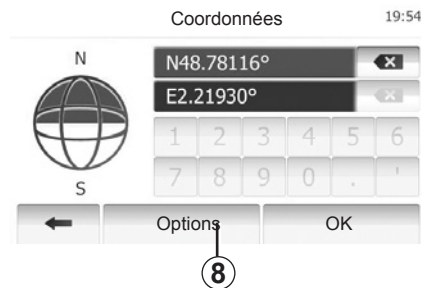 Coordonnées 19:54
N
N48.78116°
E2.21930°
1 2 3 4 5 6
7 8 9 0 . '
S
Options OK
8